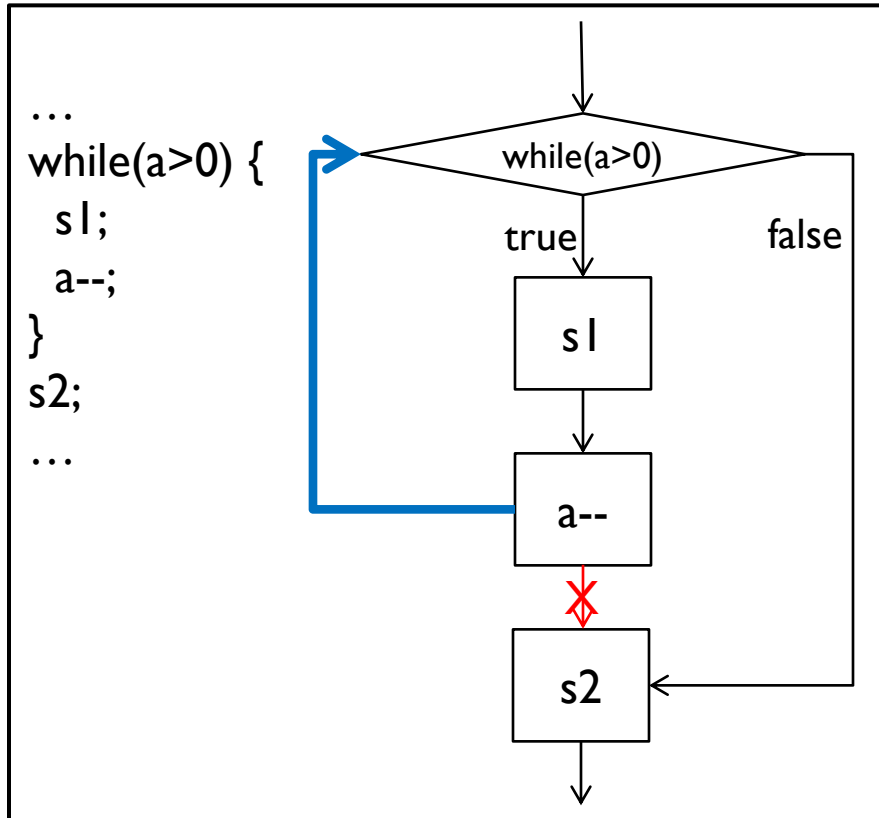 …
while(a>0) {
s1;
a--;
}
s2;
…
while(a>0)
true
false
s1
a--
X
s2